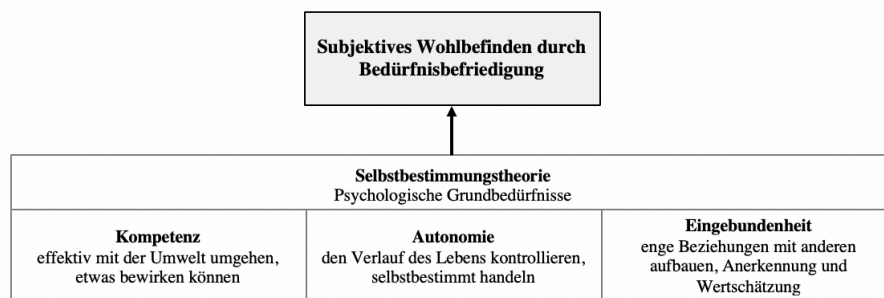 Subjektives Wohlbefinden durch
Bedürfnisbefriedigung
Selbstbestimmungstheorie
Psychologische Grundbedürfnisse
Kompetenz
effektiv mit der Umwelt umgehen,
etwas bewirken können
Autonomie
den Verlauf des Lebens kontrollieren,
selbstbestimmt handeln
Eingebundenheit
enge Beziehungen mit anderen
aufbauen, Anerkennung und
Wertschätzung